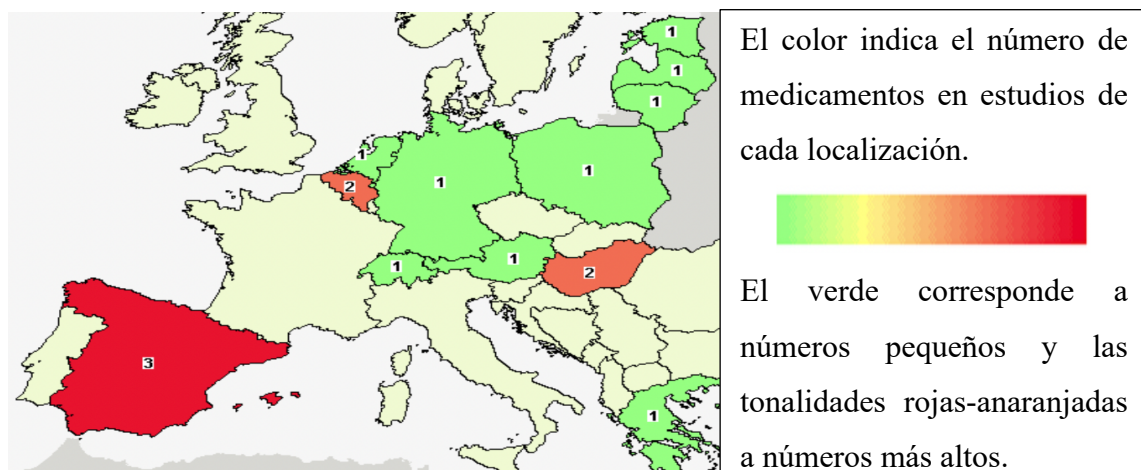 1
1
1
1
2
1
1
1
1
2
3
1
El color indica el número de
medicamentos en estudios de
cada localización.
El verde corresponde a
números pequeños y las
tonalidades rojas-anaranjadas
a números más altos.